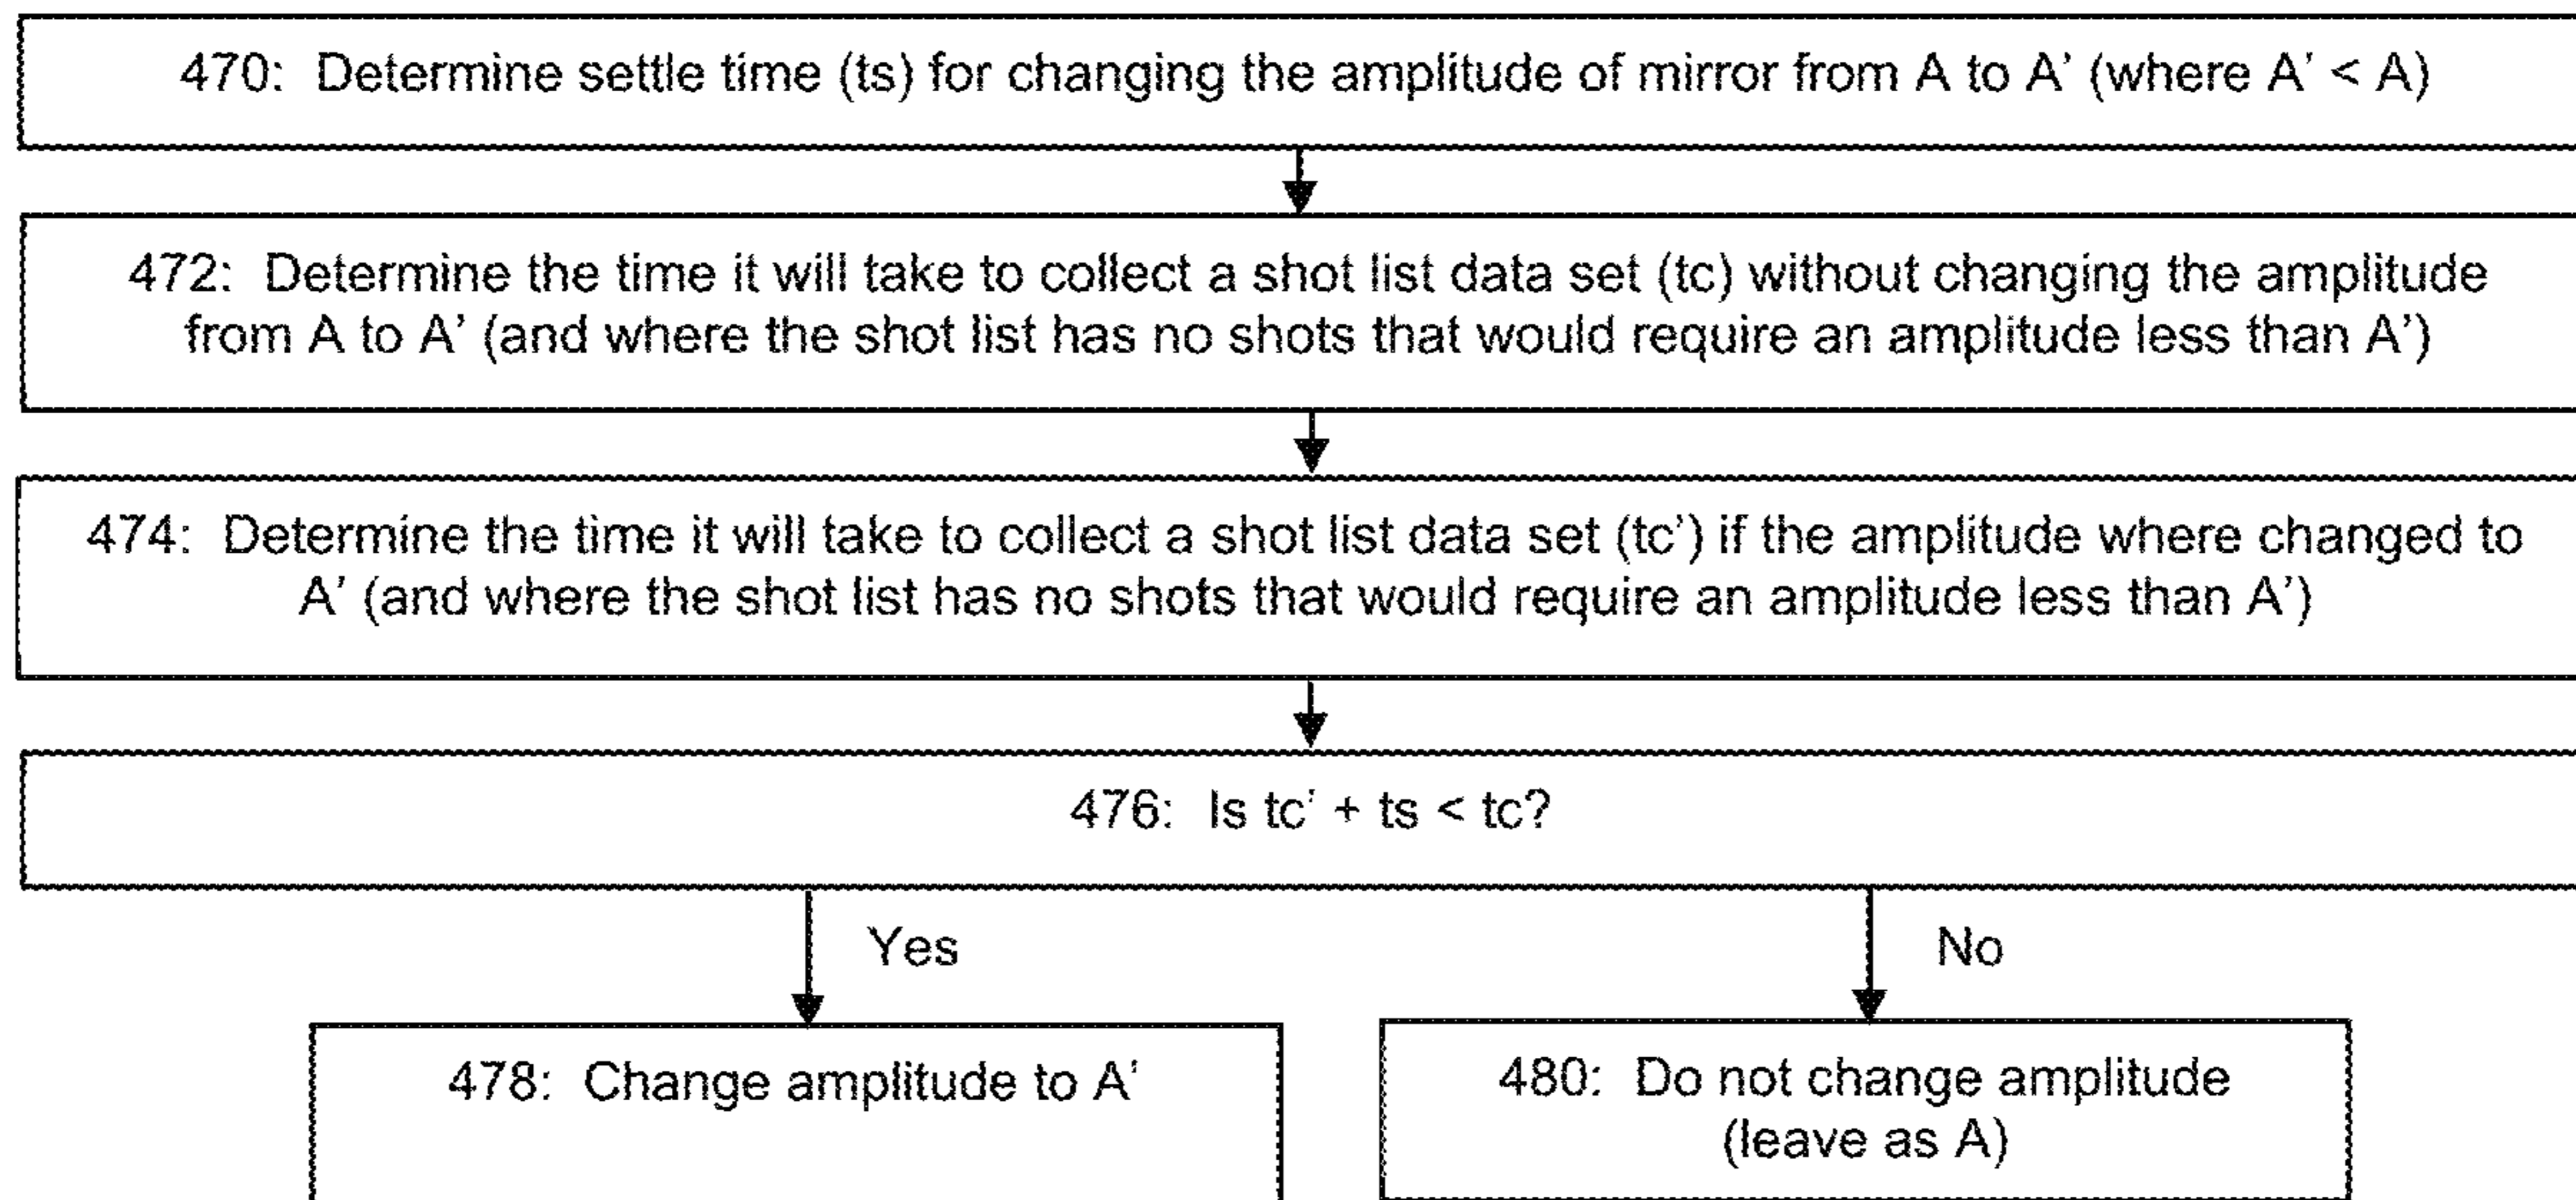 470: Determine settle time (ts) for changing the amplitude of mirror from A to A' (where A' < A)
472: Determine the time it will take to collect a shot list data set (tc) without changing the amplitude
from A to A' (and where the shot list has no shots that would require an amplitude less than A')
474: Determine the time it will take to collect a shot list data set (tc') if the amplitude where changed to
A' (and where the shot list has no shots that would require an amplitude less than A')
476: Is tc' + ts < tc?
Yes
No
478: Change amplitude to A'
480: Do not change amplitude
(leave as A)